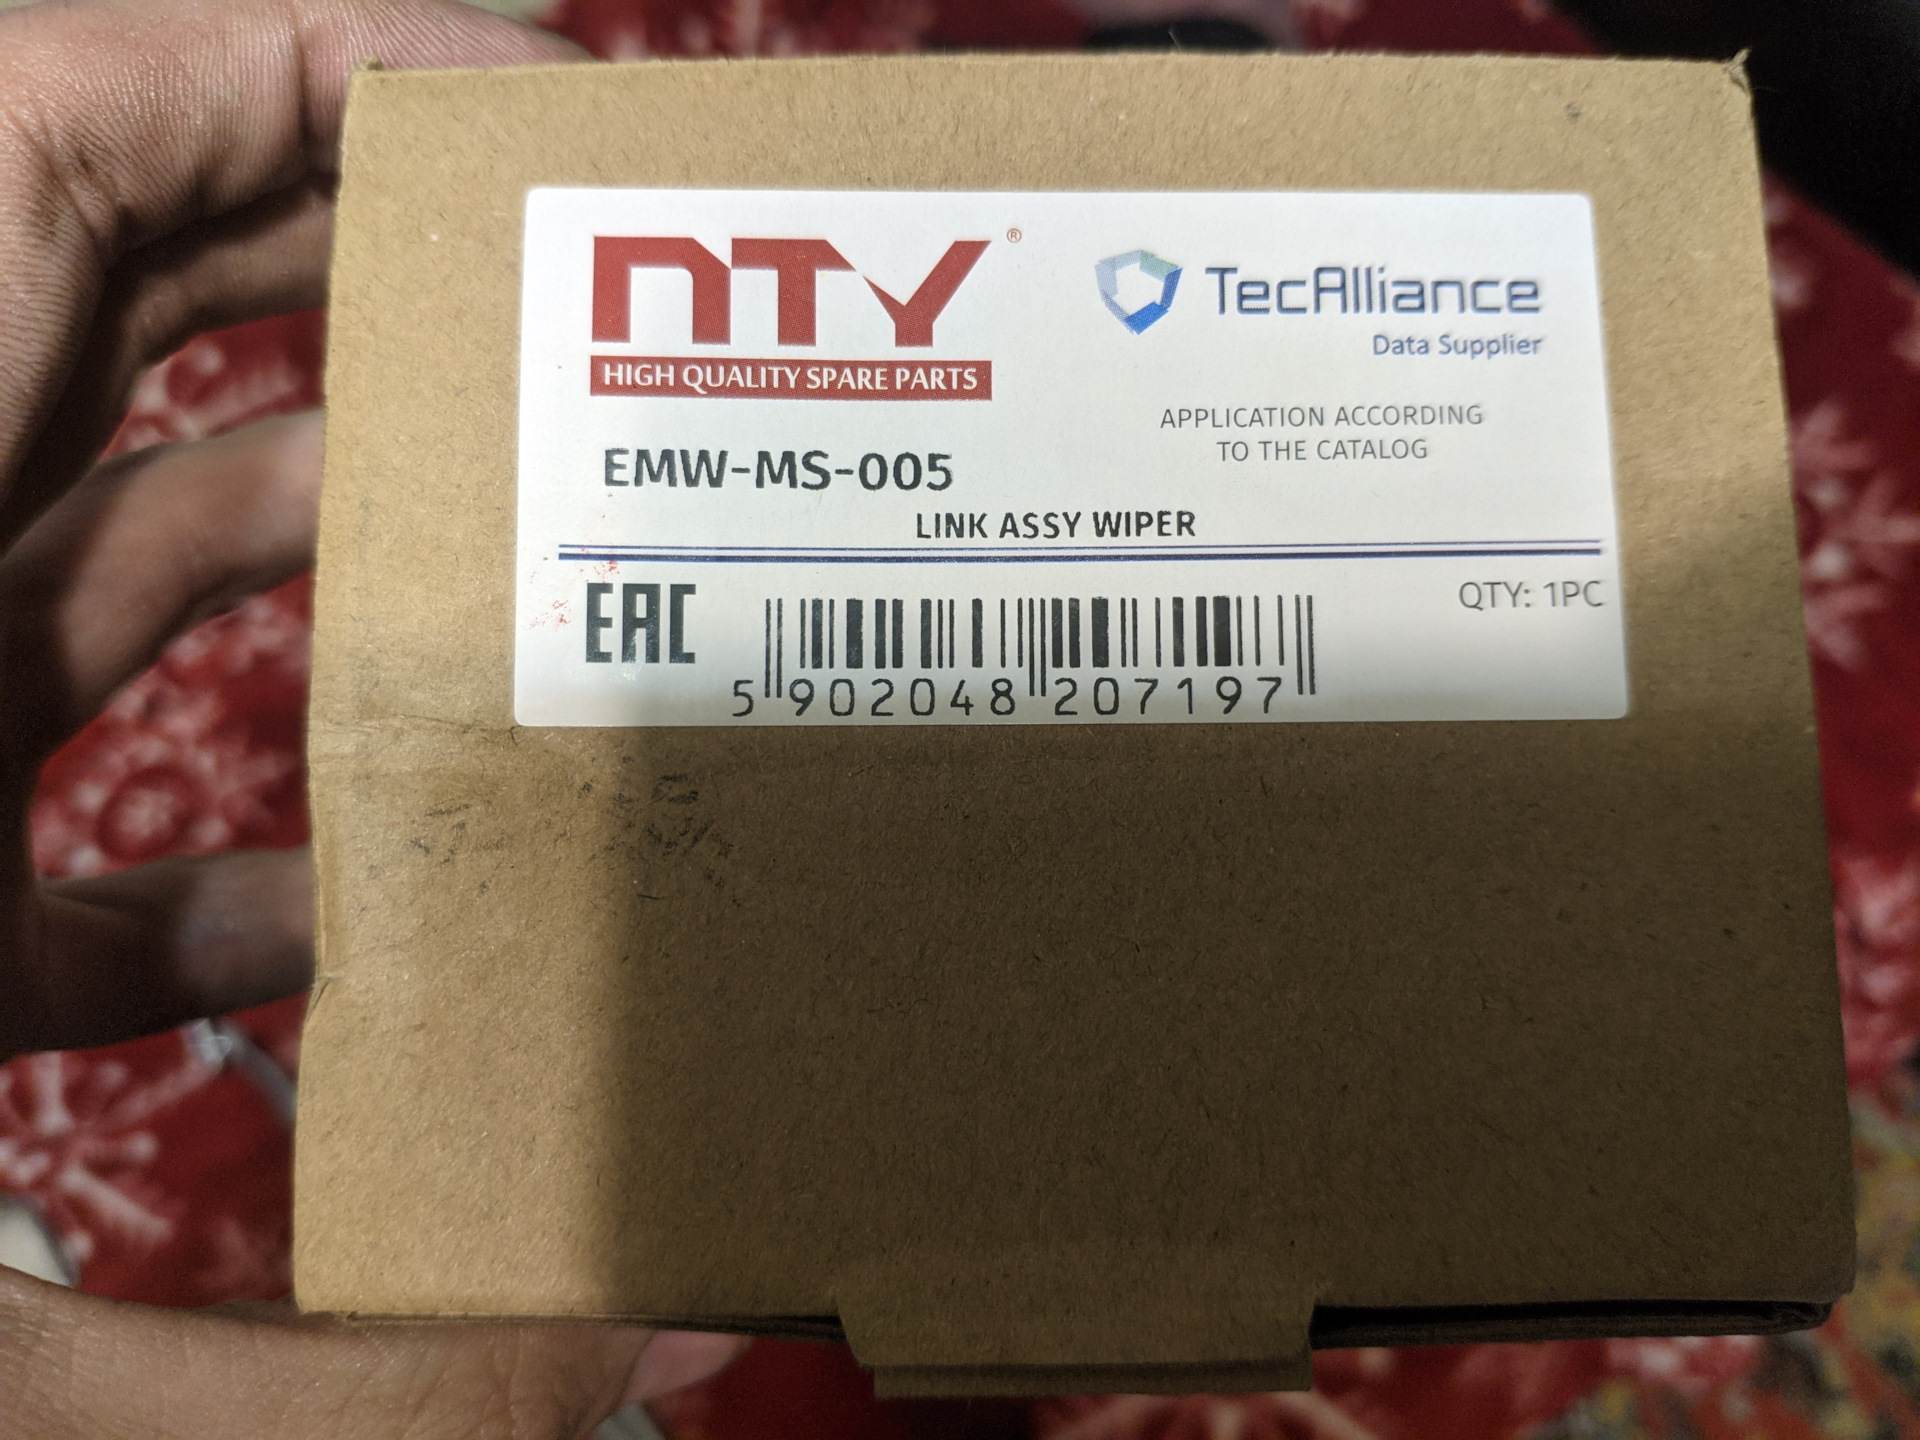 NTY®
HIGH QUALITY SPARE PARTS
TecAlliance
Data Supplier
APPLICATION ACCORDING
TO THE CATALOG
EMW-MS-005
LINK ASSY WIPER
EAC
QTY: 1PC
5 902048 207197